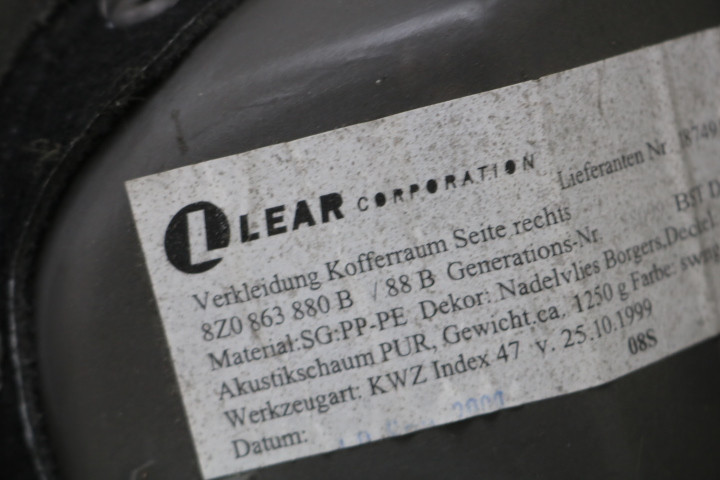 LEAR CORPORATION
Lieferanten Nr
Verkleidung Kofferraum Seite rechts
8Z0 863 880 B / 88 B Generations-Nr.
Material:SG:PP-PE Dekor: Nadelvlies Borgers,Deckel
Akustikschaum PUR, Gewicht.ca. 1250 g Farbe:
Werkzeugart: KWZ Index 47 v. 25.10.1999
08S
Datum: